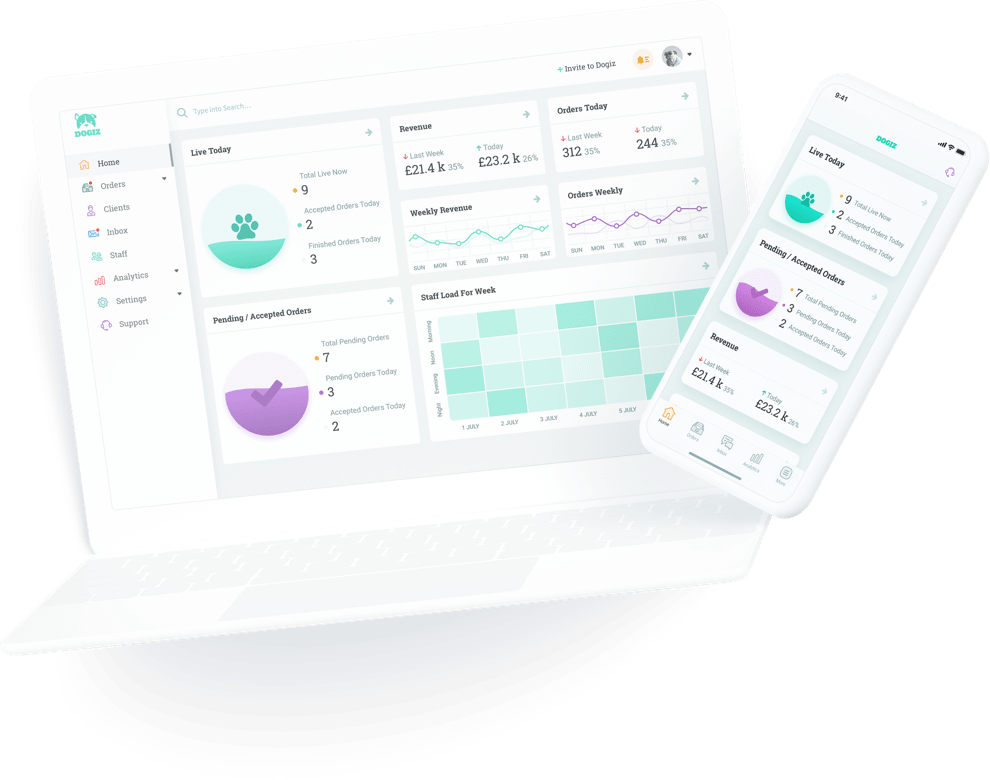 DOGIZ
Home
Orders
Clients
Inbox
Staff
Analytics
Settings
Support
Type into Search....
+ Invite to Dogiz
Live Today
Total Live Now
9
Accepted Orders Today
2
Finished Orders Today
3
Revenue
Last Week
£21.4 k 35%
Today
£23.2 k 26%
Orders Today
Last Week
312 35%
Today
244 35%
Weekly Revenue
SUN MON TUE WED THU FRI SAT
Orders Weekly
SUN MON TUE WED THU FRI SAT
Pending / Accepted Orders
Total Pending Orders
7
Pending Orders Today
3
Accepted Orders Today
2
Staff Load For Week
Morning
Noon
Evening
Night
1 JULY 2 JULY 3 JULY 4 JULY 5 JULY
9:41
DOGIZ
Live Today
9 Total Live Now
2 Accepted Orders Today
3 Finished Orders Today
Pending / Accepted Orders
7 Total Pending Orders
3 Pending Orders Today
2 Accepted Orders Today
Revenue
Last Week
£21.4 k 35%
Today
£23.2 k 26%
Home
Orders
Inbox
Analytics
More